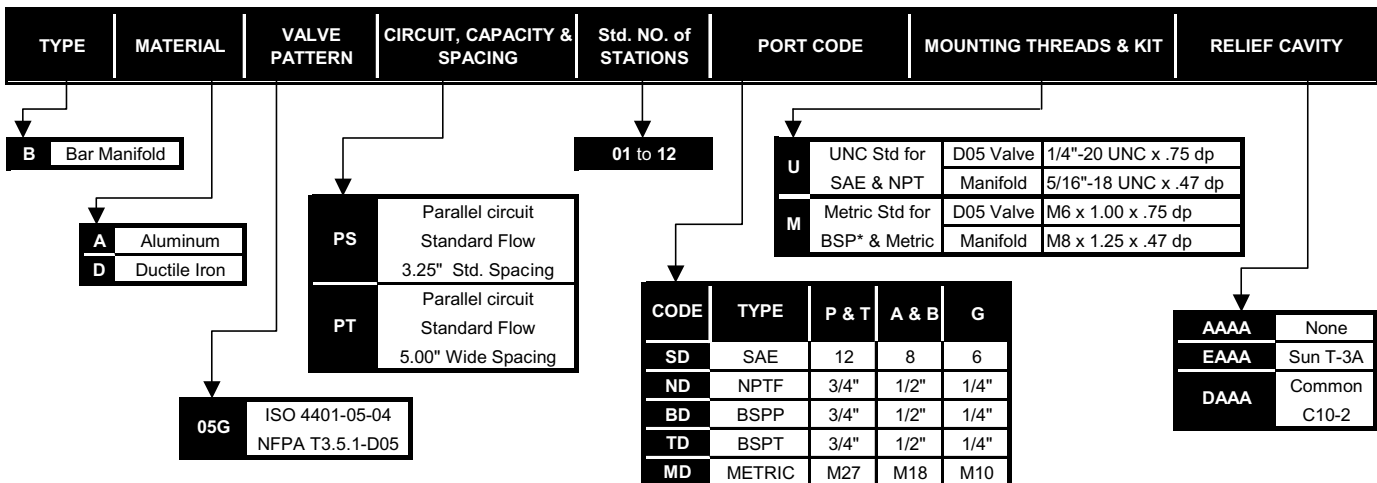 TYPE
MATERIAL
VALVE
PATTERN
CIRCUIT, CAPACITY &
SPACING
Std. NO. of
STATIONS
PORT CODE
MOUNTING THREADS & KIT
RELIEF CAVITY
B Bar Manifold
A Aluminum
D Ductile Iron
05G
ISO 4401-05-04
NFPA T3.5.1-D05
PS
Parallel circuit
Standard Flow
3.25" Std. Spacing
PT
Parallel circuit
Standard Flow
5.00" Wide Spacing
01 to 12
CODE TYPE P & T A & B G
SD SAE 12 8 6
ND NPTF 3/4" 1/2" 1/4"
BD BSPP 3/4" 1/2" 1/4"
TD BSPT 3/4" 1/2" 1/4"
MD METRIC M27 M18 M10
U
UNC Std for D05 Valve 1/4"-20 UNC x .75 dp
SAE & NPT Manifold 5/16"-18 UNC x .47 dp
M
Metric Std for D05 Valve M6 x 1.00 x .75 dp
BSP* & Metric Manifold M8 x 1.25 x .47 dp
AAAA None
EAAA Sun T-3A
DAAA
Common
C10-2